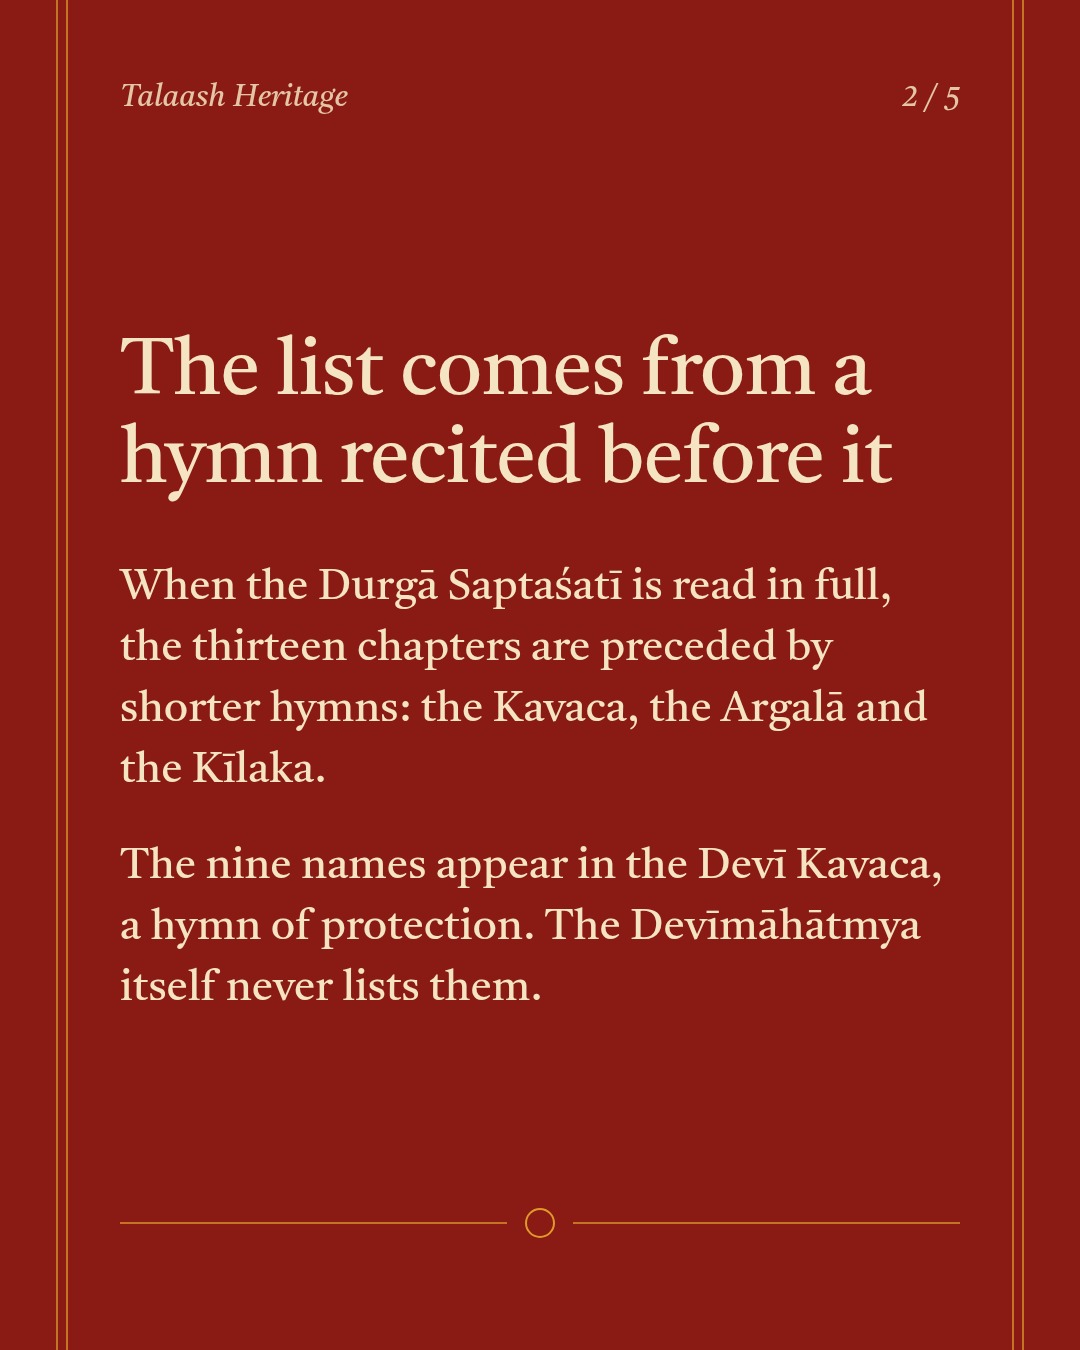 Talaash Heritage
2 / 5
The list comes from a
hymn recited before it
When the Durgā Saptaśatī is read in full,
the thirteen chapters are preceded by
shorter hymns: the Kavaca, the Argalā and
the Kīlaka.
The nine names appear in the Devī Kavaca,
a hymn of protection. The Devīmāhātmya
itself never lists them.